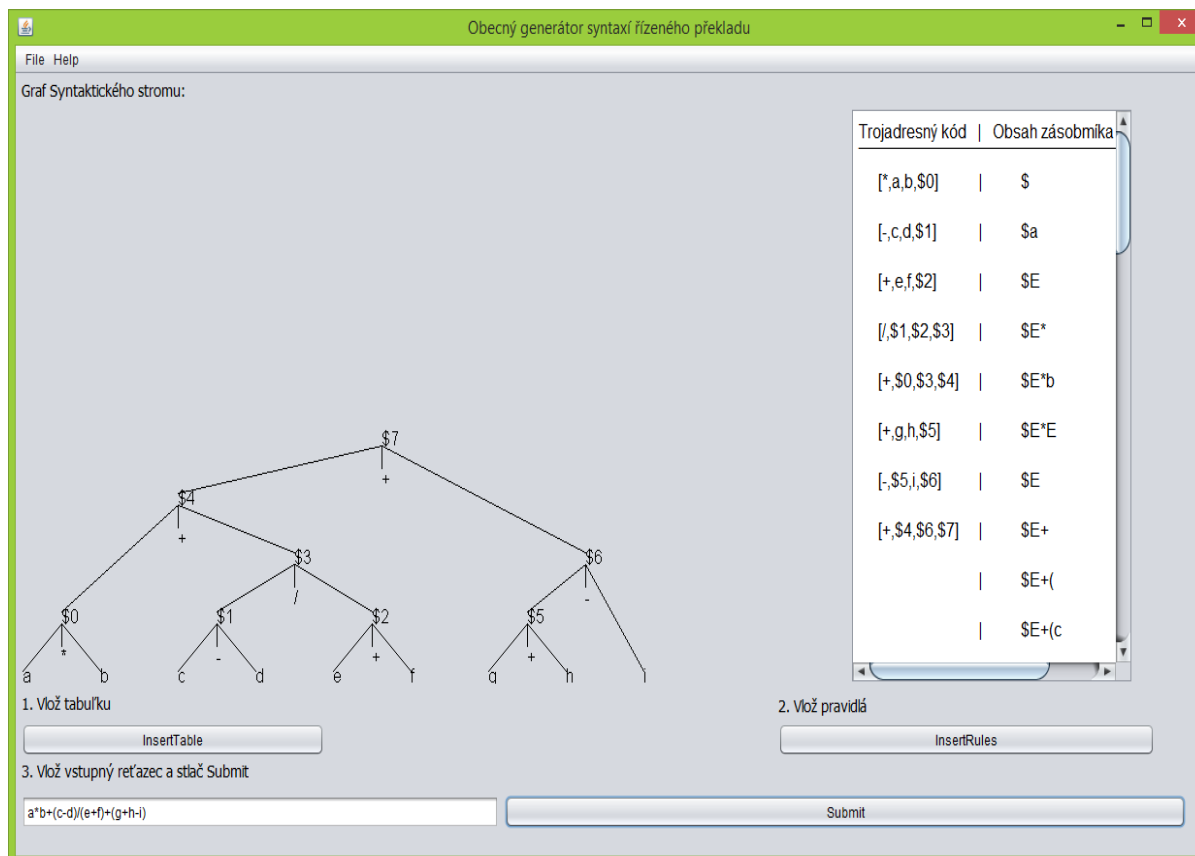 Obecný generátor syntaxí řízeného překladu
File Help
Graf Syntaktického stromu:
Trojadresný kód | Obsah zásobmíka
[*,a,b,$0] | $
[-,c,d,$1] | $a
[+,e,f,$2] | $E
[/,$1,$2,$3] | $E*
[+,$0,$3,$4] | $E*b
[+,g,h,$5] | $E*E
[-,$5,i,$6] | $E
[+,$4,$6,$7] | $E+
| $E+(
| $E+(c
$7
+
$4
+
$3 $6
/ -
$0 $1 $2 $5
* - + +
a b c d e f g h i
1. Vlož tabuľku
2. Vlož pravidlá
InsertTable
InsertRules
3. Vlož vstupný reťazec a stlač Submit
a*b+(c-d)/(e+f)+(g+h-i)
Submit